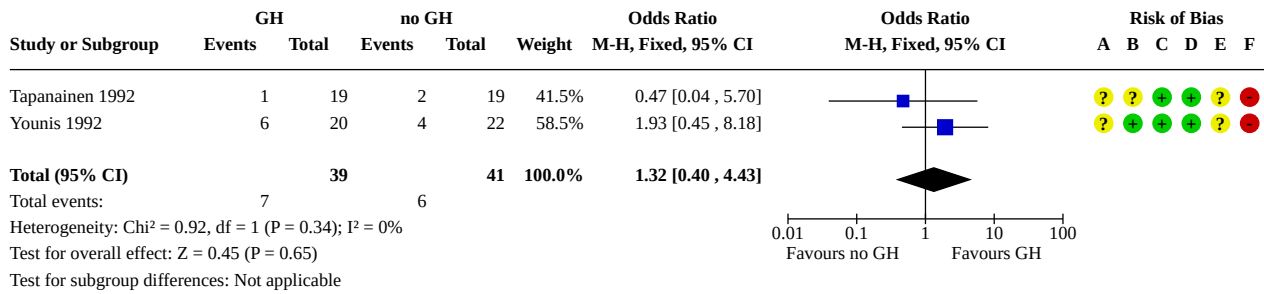 GH no GH Odds Ratio Odds Ratio Risk of Bias
Study or Subgroup Events Total Events Total Weight M-H, Fixed, 95% CI M-H, Fixed, 95% CI A B C D E F
Tapanainen 1992 1 19 2 19 41.5% 0.47 [0.04 , 5.70] ? ? + + ? -
Younis 1992 6 20 4 22 58.5% 1.93 [0.45 , 8.18] ? + + + ? -
Total (95% CI) 39 41 100.0% 1.32 [0.40 , 4.43]
Total events: 7 6
Heterogeneity: Chi² = 0.92, df = 1 (P = 0.34); I² = 0%
Test for overall effect: Z = 0.45 (P = 0.65)
Test for subgroup differences: Not applicable
0.01 0.1 1 10 100
Favours no GH Favours GH